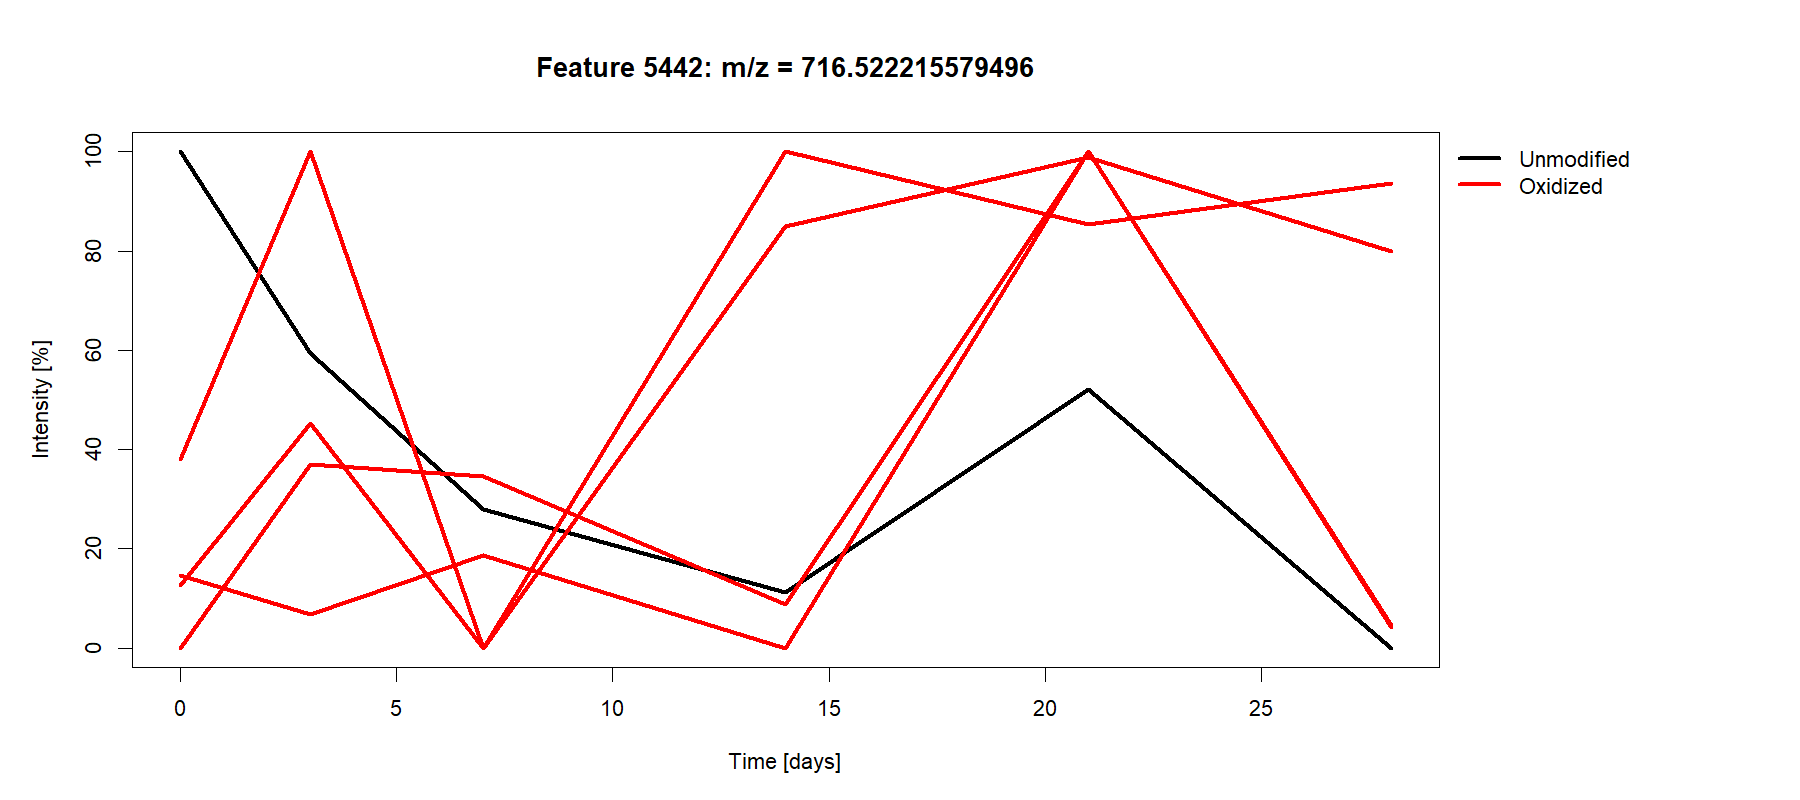 Feature 5442: m/z = 716.522215579496
Unmodified
Oxidized
Intensity [%]
100
80
60
40
20
0
0 5 10 15 20 25
Time [days]